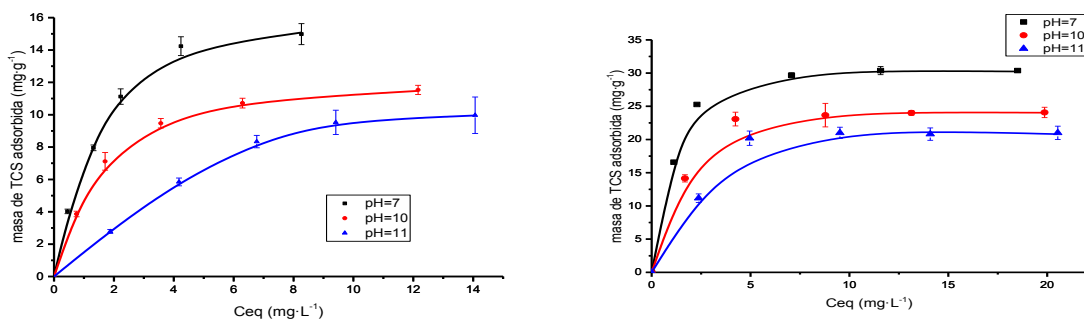 masa de TCS adsorbida (mg·g⁻¹)
16
14
12
10
8
6
4
2
0
0 2 4 6 8 10 12 14
Ceq (mg·L⁻¹)
pH=7
pH=10
pH=11
masa de TCS adsorbida (mg·g⁻¹)
35
30
25
20
15
10
5
0
0 5 10 15 20
Ceq (mg·L⁻¹)
pH=7
pH=10
pH=11